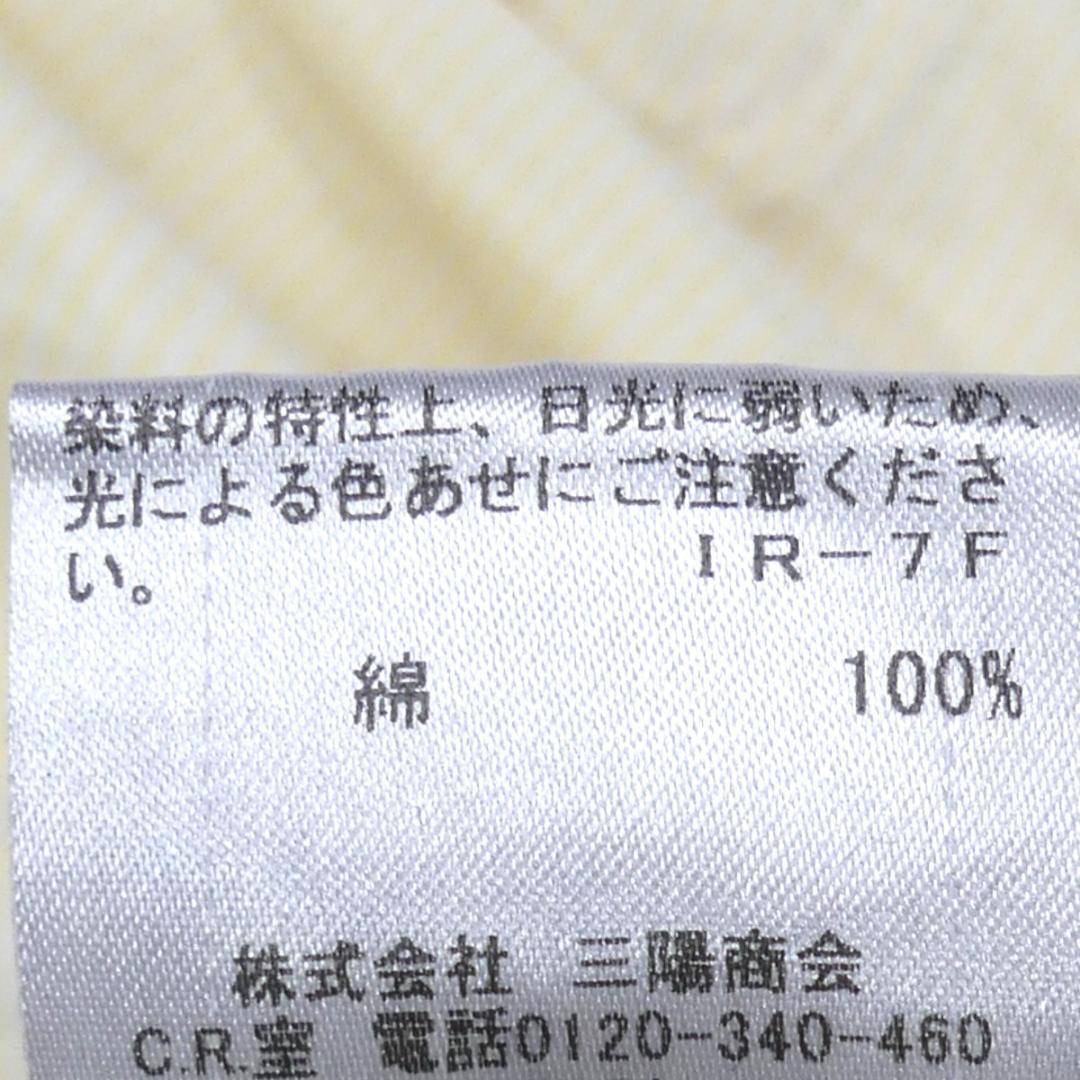 染料の特性上、日光に弱いため、
光による色あせにご注意くださ
い。 IR−7F
綿 100%
株式会社 三陽商会
C.R.室 電話0120-340-460